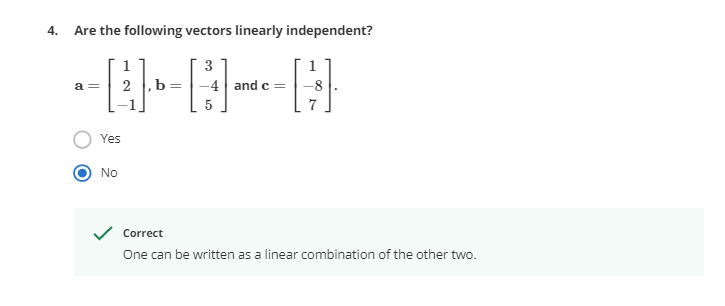 4. Are the following vectors linearly independent?
a = [ 1 2 −1 ], b = [ 3 −4 5 ] and c = [ 1 −8 7 ].
Yes
No
Correct
One can be written as a linear combination of the other two.